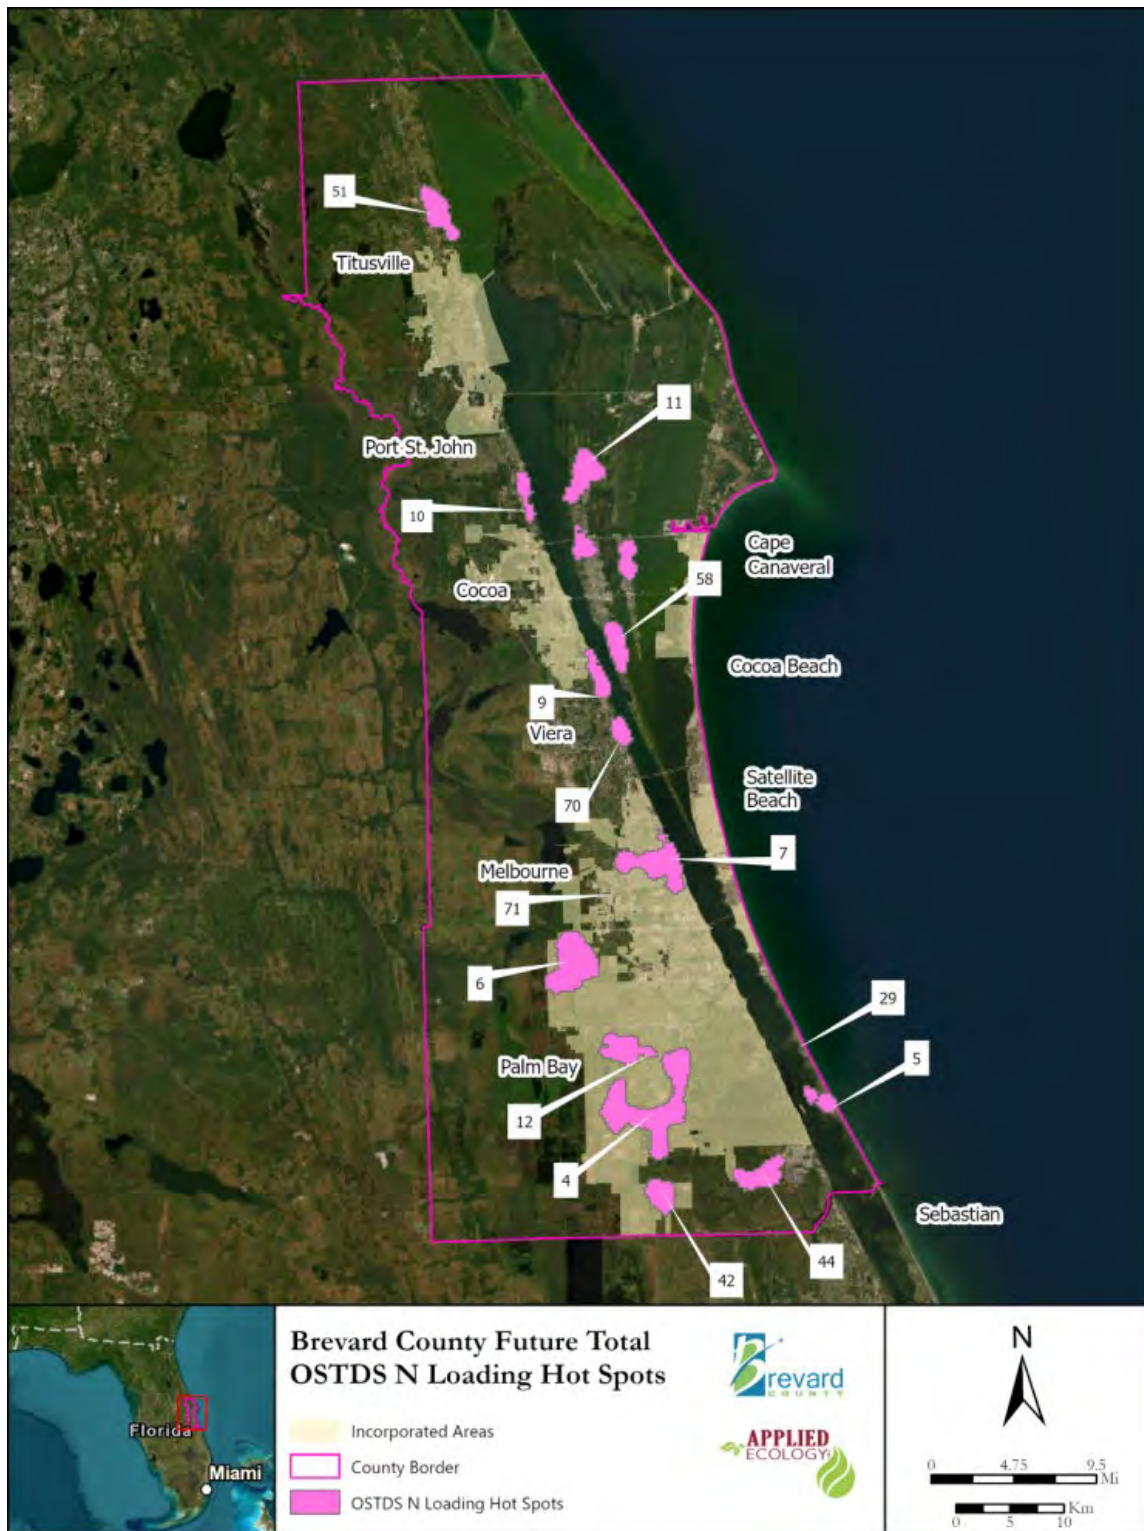 51
Titusville
11
Port St. John
10
Cape
Canaveral
58
Cocoa
Cocoa Beach
9
Viera
Satellite
Beach
70
7
Melbourne
71
6
29
5
Palm Bay
12
4
Sebastian
44
42
Florida
Miami
Brevard County Future Total
OSTDS N Loading Hot Spots
Incorporated Areas
County Border
OSTDS N Loading Hot Spots
Brevard
COUNTY
APPLIED
ECOLOGY
N
0 4.75 9.5
Mi
Km
0 5 10